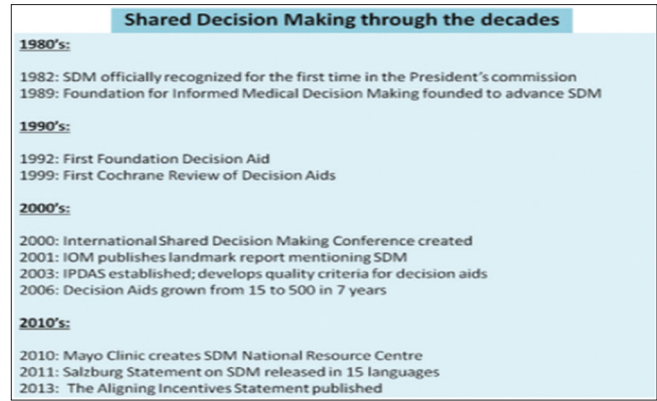 Shared Decision Making through the decades
1980's:
1982: SDM officially recognized for the first time in the President's commission
1989: Foundation for Informed Medical Decision Making founded to advance SDM
1990's:
1992: First Foundation Decision Aid
1999: First Cochrane Review of Decision Aids
2000's:
2000: International Shared Decision Making Conference created
2001: IOM publishes landmark report mentioning SDM
2003: IPDAS established; develops quality criteria for decision aids
2006: Decision Aids grown from 15 to 500 in 7 years
2010's:
2010: Mayo Clinic creates SDM National Resource Centre
2011: Salzburg Statement on SDM released in 15 languages
2013: The Aligning Incentives Statement published